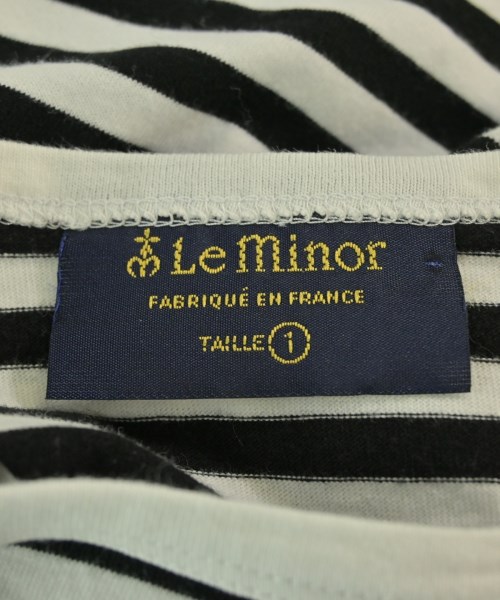 Le Minor
FABRIQUÉ EN FRANCE
TAILLE 1